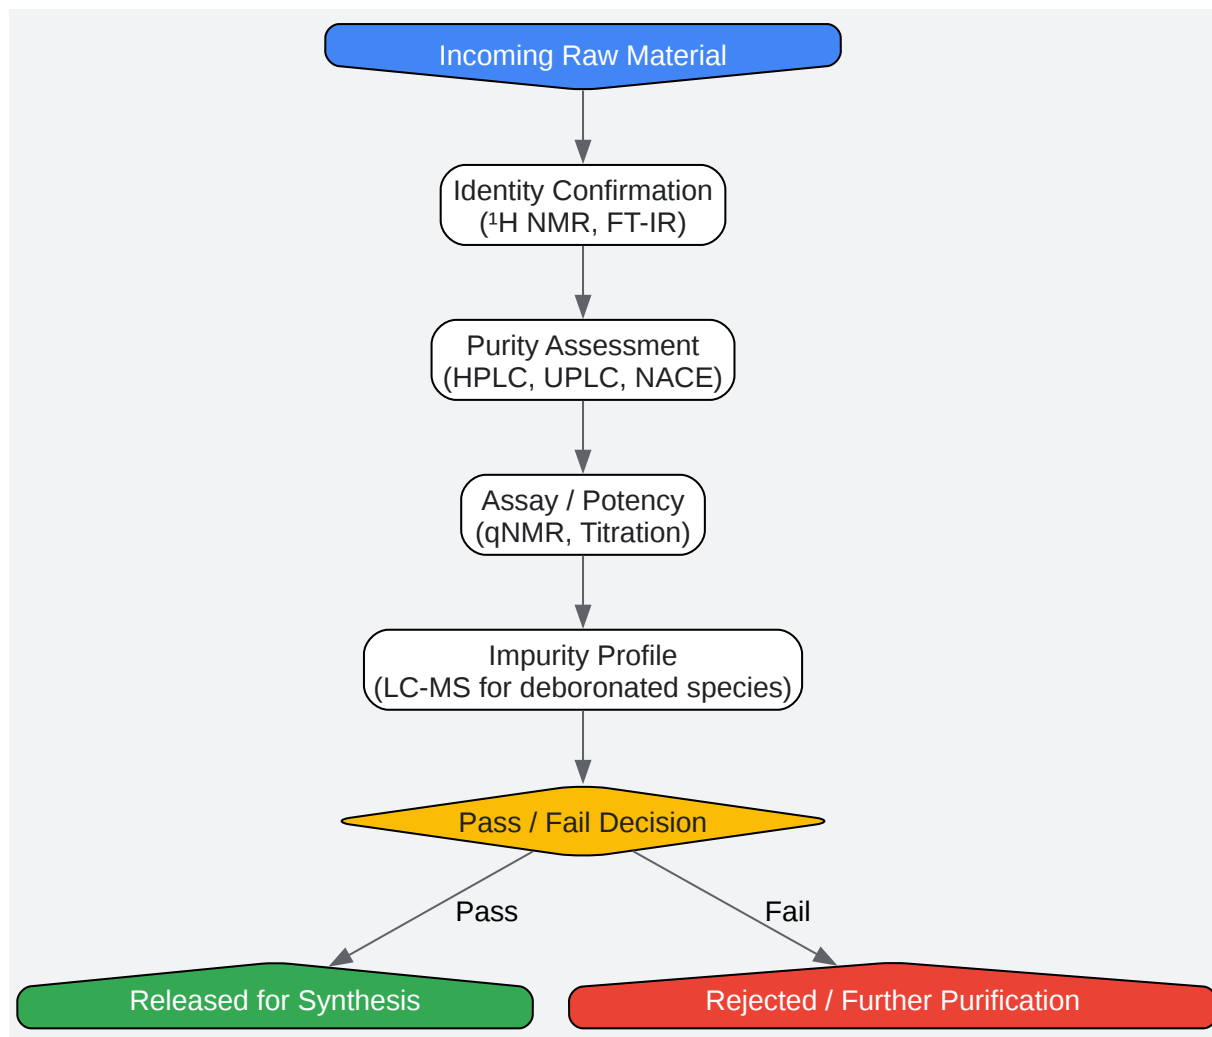 Incoming Raw Material
Identity Confirmation
(¹H NMR, FT-IR)
Purity Assessment
(HPLC, UPLC, NACE)
Assay / Potency
(qNMR, Titration)
Impurity Profile
(LC-MS for deboronated species)
Pass / Fail Decision
Pass
Fail
Released for Synthesis
Rejected / Further Purification